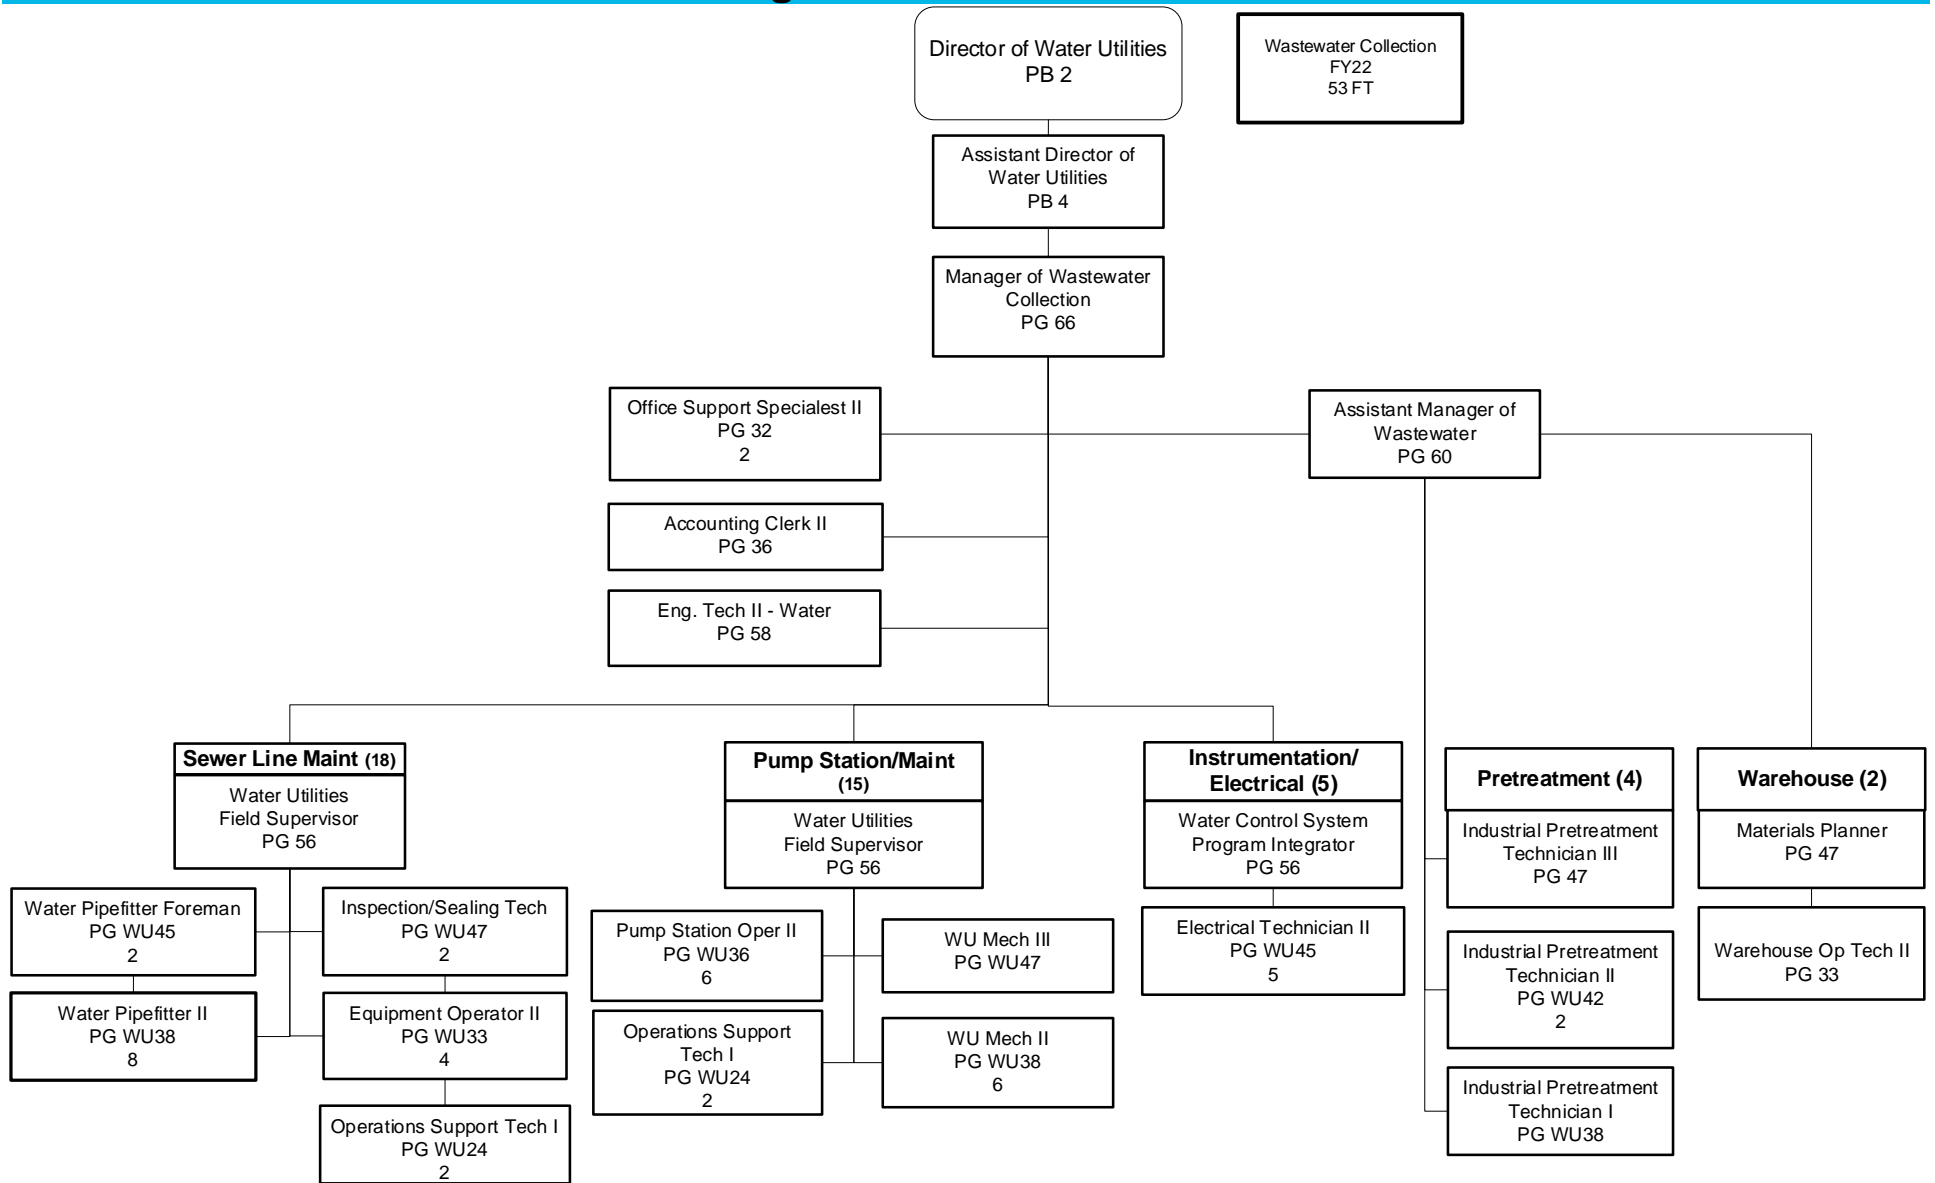 Director of Water Utilities
PB 2
Wastewater Collection
FY22
53 FT
Assistant Director of
Water Utilities
PB 4
Manager of Wastewater
Collection
PG 66
Office Support Specialest II
PG 32
2
Assistant Manager of
Wastewater
PG 60
Accounting Clerk II
PG 36
Eng. Tech II - Water
PG 58
Sewer Line Maint (18)
Water Utilities
Field Supervisor
PG 56
Water Pipefitter Foreman
PG WU45
2
Inspection/Sealing Tech
PG WU47
2
Water Pipefitter II
PG WU38
8
Equipment Operator II
PG WU33
4
Operations Support Tech I
PG WU24
2
Pump Station/Maint
(15)
Water Utilities
Field Supervisor
PG 56
Pump Station Oper II
PG WU36
6
WU Mech III
PG WU47
Operations Support
Tech I
PG WU24
2
WU Mech II
PG WU38
6
Instrumentation/
Electrical (5)
Water Control System
Program Integrator
PG 56
Electrical Technician II
PG WU45
5
Pretreatment (4)
Industrial Pretreatment
Technician III
PG 47
Industrial Pretreatment
Technician II
PG WU42
2
Industrial Pretreatment
Technician I
PG WU38
Warehouse (2)
Materials Planner
PG 47
Warehouse Op Tech II
PG 33